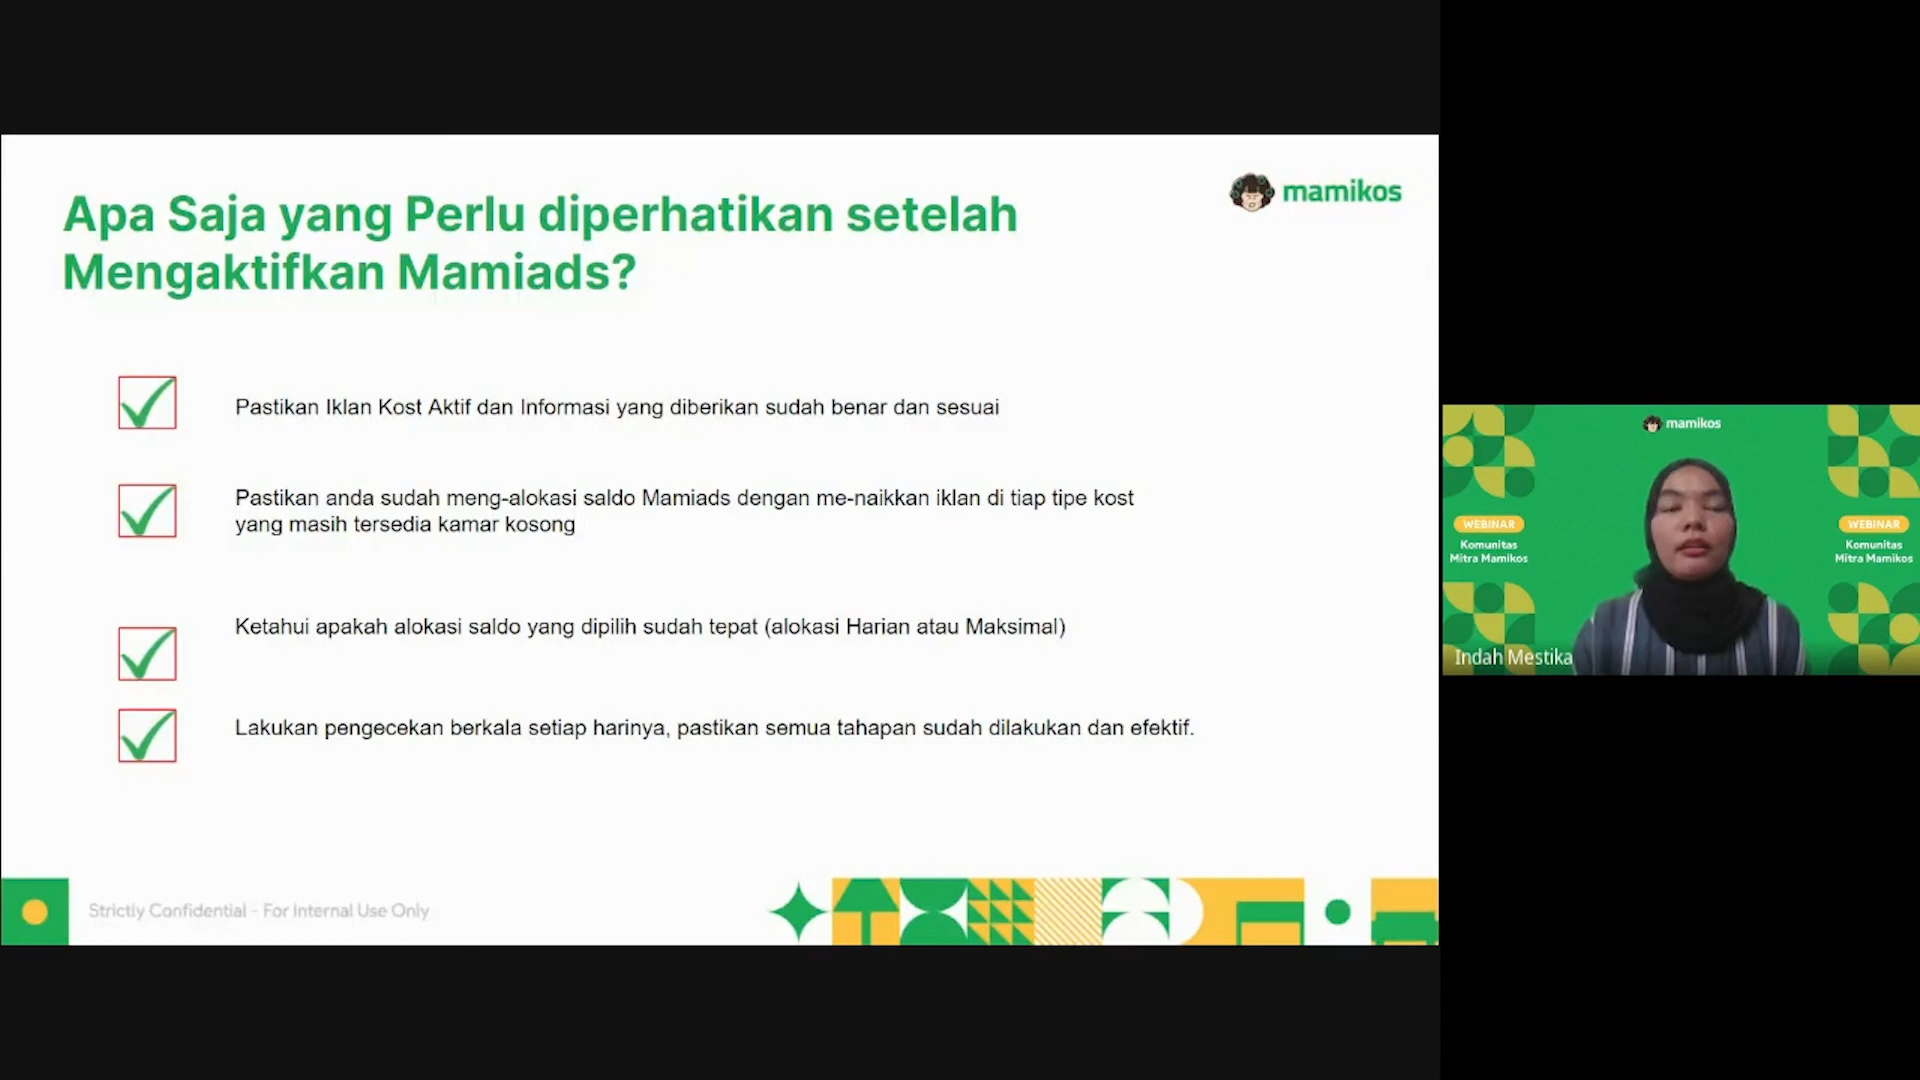 Apa Saja yang Perlu diperhatikan setelah
Mengaktifkan Mamiads?
mamikos
Pastikan Iklan Kost Aktif dan Informasi yang diberikan sudah benar dan sesuai
Pastikan anda sudah meng-alokasi saldo Mamiads dengan me-naikkan iklan di tiap tipe kost
yang masih tersedia kamar kosong
Ketahui apakah alokasi saldo yang dipilih sudah tepat (alokasi Harian atau Maksimal)
Lakukan pengecekan berkala setiap harinya, pastikan semua tahapan sudah dilakukan dan efektif.
Strictly Confidential - For Internal Use Only
mamikos
WEBINAR
Komunitas
Mitra Mamikos
WEBINAR
Komunitas
Mitra Mamikos
Indah Mestika